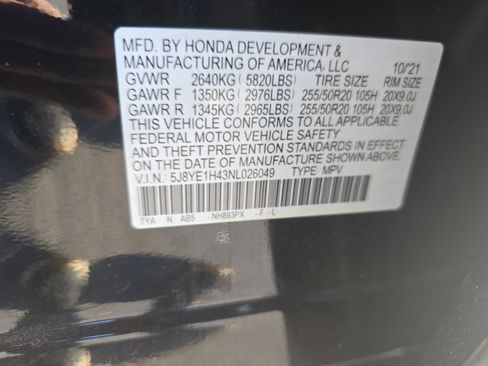 MFD. BY HONDA DEVELOPMENT &
MANUFACTURING OF AMERICA, LLC 10/21
GVWR 2640KG (5820LBS) TIRE SIZE RIM SIZE
GAWR F 1350KG (2976LBS) 255/50R20 105H 20X9.0J
GAWR R 1345KG (2965LBS) 255/50R20 105H 20X9.0J
THIS VEHICLE CONFORMS TO ALL APPLICABLE
FEDERAL MOTOR VEHICLE SAFETY
AND THEFT PREVENTION STANDARDS IN EFFECT
ON THE DATE OF MANUFACTURE SHOWN ABOVE.
V.I.N.: 5J8YE1H43NL026049 TYPE: MPV
TYA N AB5 -NH893PX -F-L